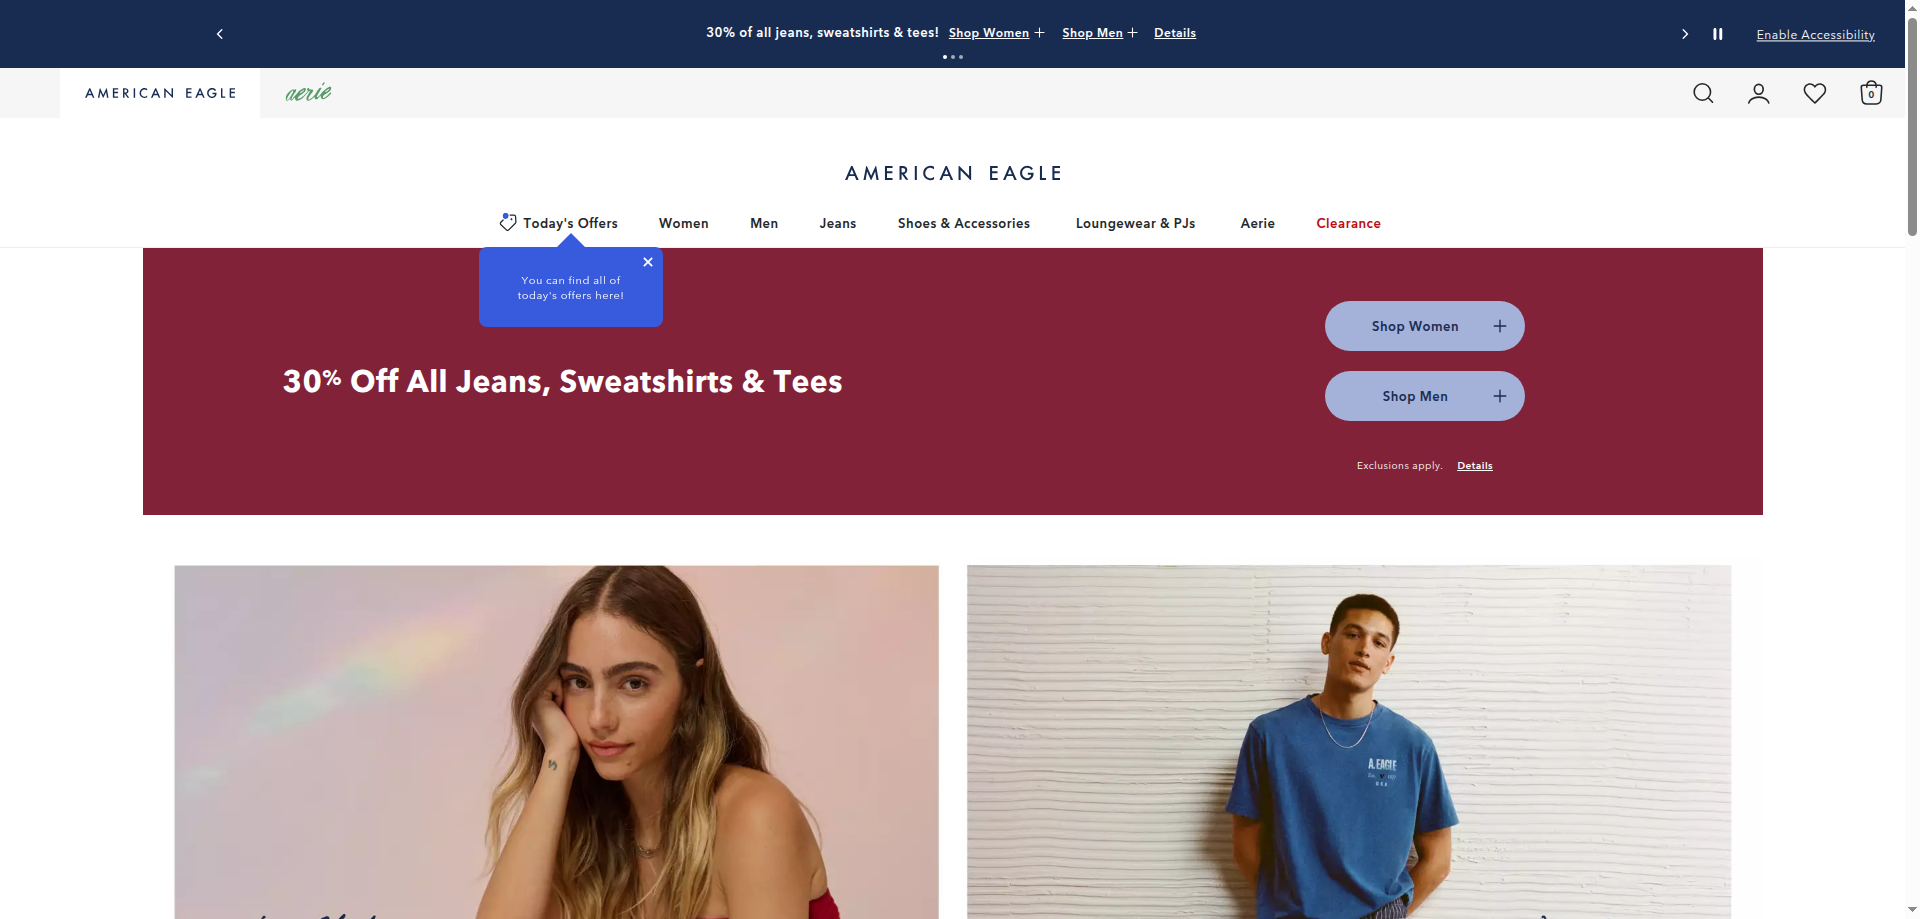 30% of all jeans, sweatshirts & tees! Shop Women Shop Men Details
Enable Accessibility
AMERICAN EAGLE
aerie
0
AMERICAN EAGLE
Today's Offers Women Men Jeans Shoes & Accessories Loungewear & PJs Aerie Clearance
You can find all of
today's offers here!
30% Off All Jeans, Sweatshirts & Tees
Shop Women
Shop Men
Exclusions apply. Details
A. EAGLE
USA